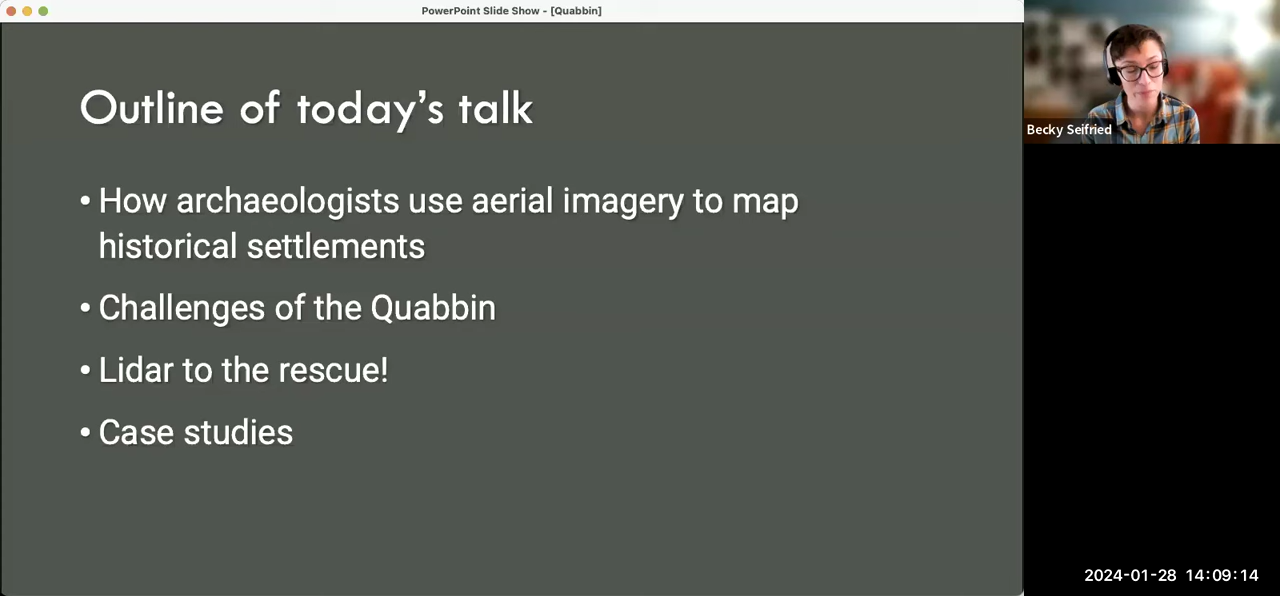 PowerPoint Slide Show - [Quabbin]
Outline of today’s talk
• How archaeologists use aerial imagery to map
historical settlements
• Challenges of the Quabbin
• Lidar to the rescue!
• Case studies
Becky Seifried
2024-01-28 14:09:14